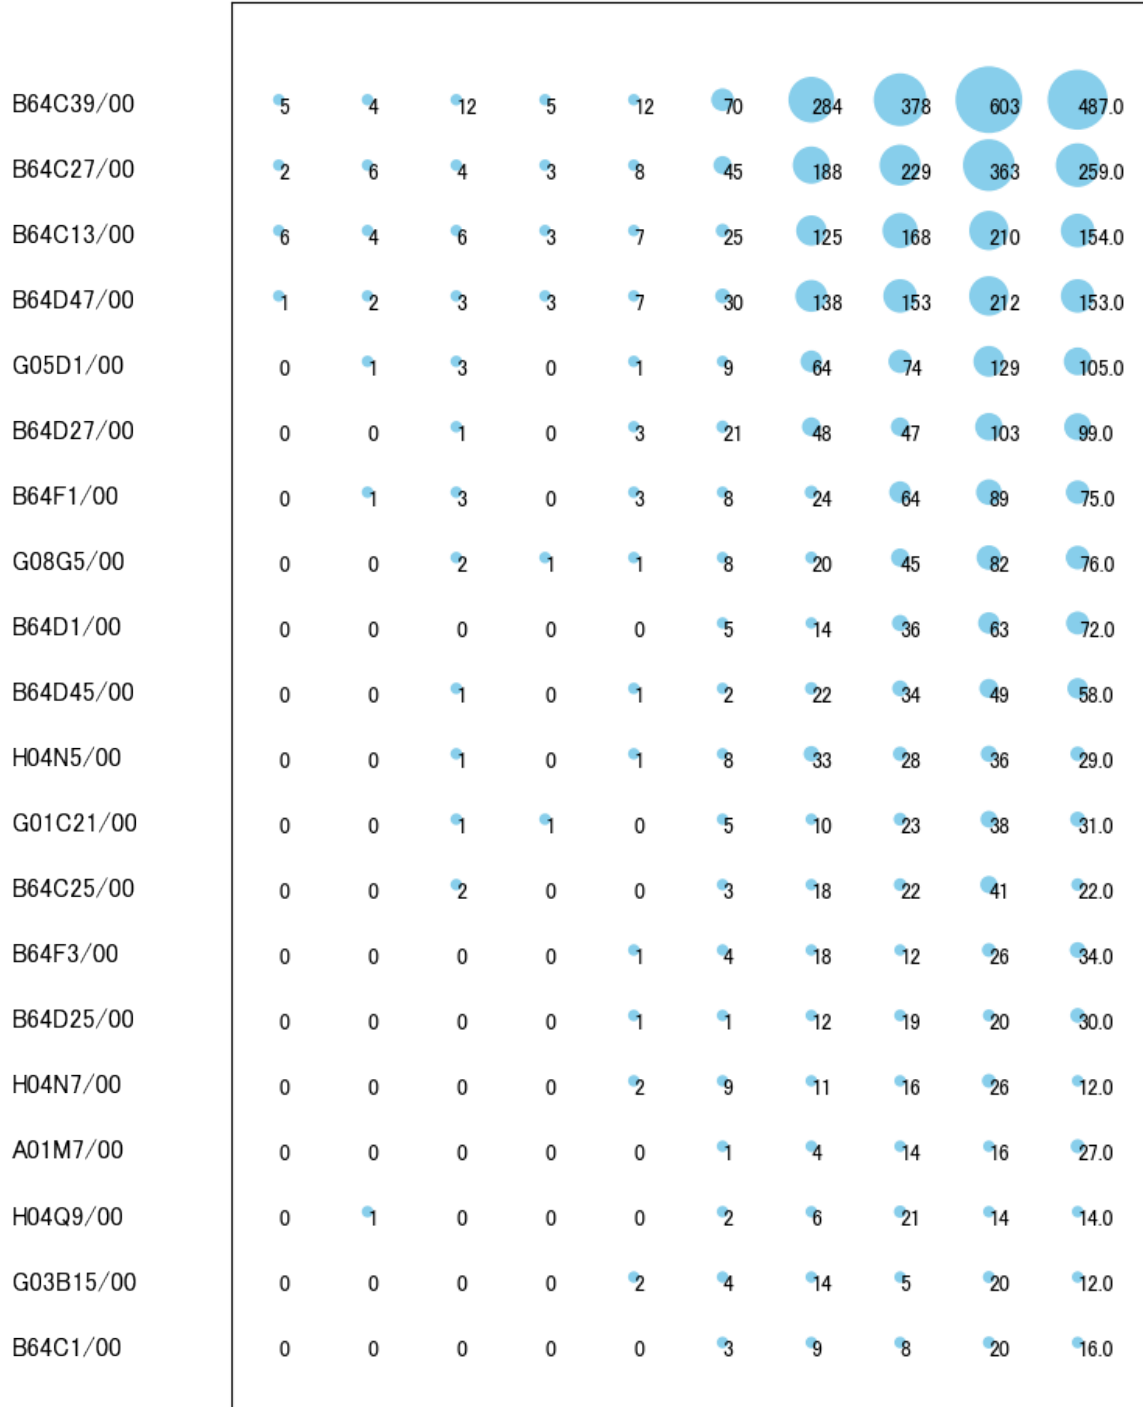 B64C39/00 5 4 12 5 12 70 284 378 603 487.0
B64C27/00 2 6 4 3 8 45 188 229 363 259.0
B64C13/00 6 4 6 3 7 25 125 168 210 154.0
B64D47/00 1 2 3 3 7 30 138 153 212 153.0
G05D1/00 0 1 3 0 1 9 64 74 129 105.0
B64D27/00 0 0 1 0 3 21 48 47 103 99.0
B64F1/00 0 1 3 0 3 8 24 64 89 75.0
G08G5/00 0 0 2 1 1 8 20 45 82 76.0
B64D1/00 0 0 0 0 0 5 14 36 63 72.0
B64D45/00 0 0 1 0 1 2 22 34 49 58.0
H04N5/00 0 0 1 0 1 8 33 28 36 29.0
G01C21/00 0 0 1 1 0 5 10 23 38 31.0
B64C25/00 0 0 2 0 0 3 18 22 41 22.0
B64F3/00 0 0 0 0 1 4 18 12 26 34.0
B64D25/00 0 0 0 0 1 1 12 19 20 30.0
H04N7/00 0 0 0 0 2 9 11 16 26 12.0
A01M7/00 0 0 0 0 0 1 4 14 16 27.0
H04Q9/00 0 1 0 0 0 2 6 21 14 14.0
G03B15/00 0 0 0 0 2 4 14 5 20 12.0
B64C1/00 0 0 0 0 0 3 9 8 20 16.0